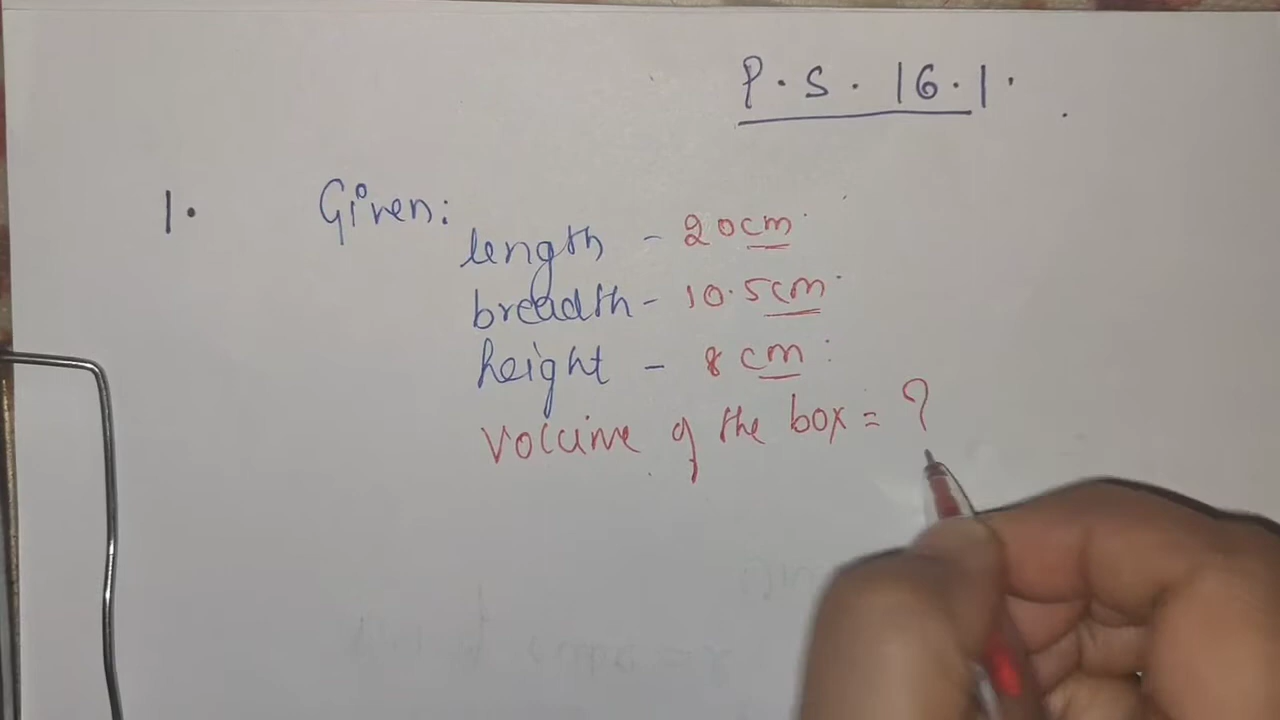 P.S. 16.1.
1. Given:
length - 20cm
breadth - 10.5cm
height - 8 cm
Volume of the box = ?